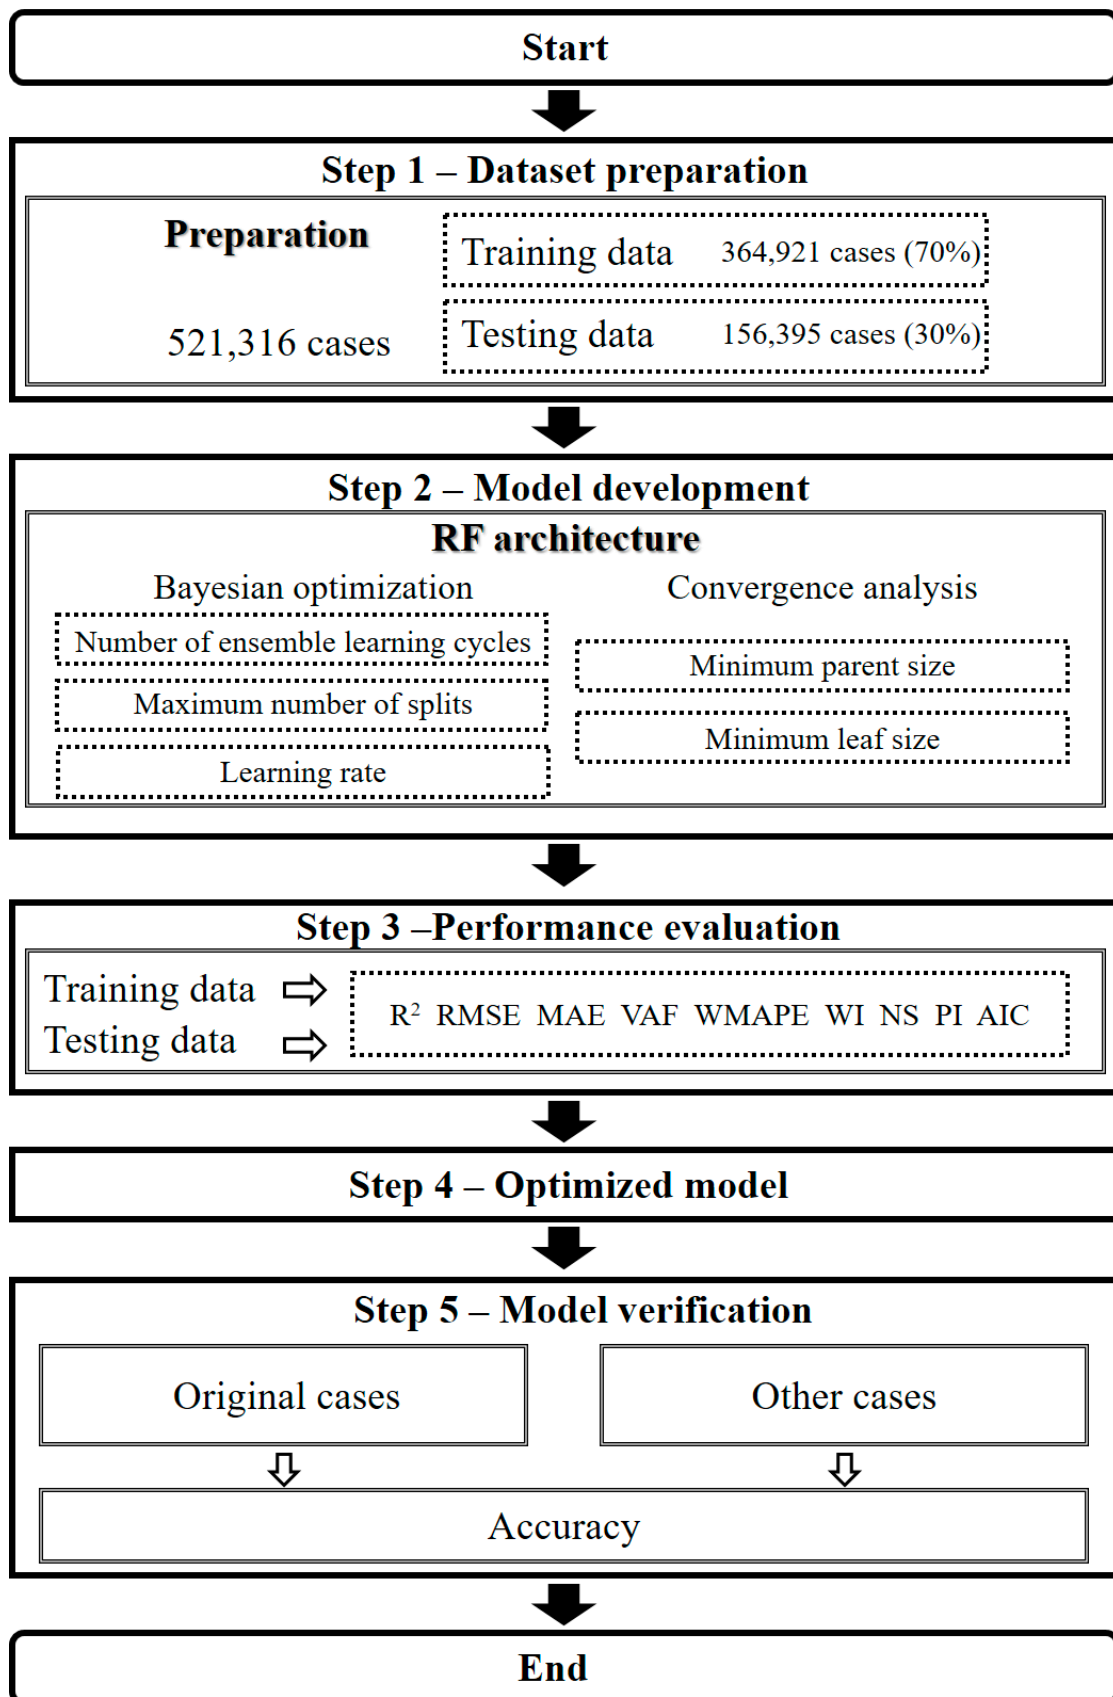 Start
Step 1 – Dataset preparation
Preparation
521,316 cases
Training data 364,921 cases (70%)
Testing data 156,395 cases (30%)
Step 2 – Model development
RF architecture
Bayesian optimization
Number of ensemble learning cycles
Maximum number of splits
Learning rate
Convergence analysis
Minimum parent size
Minimum leaf size
Step 3 –Performance evaluation
Training data
Testing data
R² RMSE MAE VAF WMAPE WI NS PI AIC
Step 4 – Optimized model
Step 5 – Model verification
Original cases
Other cases
Accuracy
End